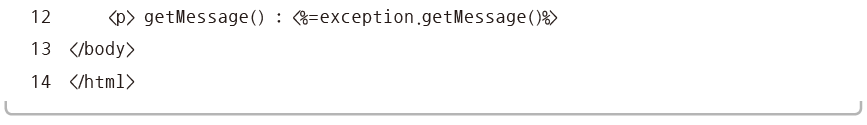 12 <p> getMessage() : <%=exception.getMessage()%>
13 </body>
14 </html>